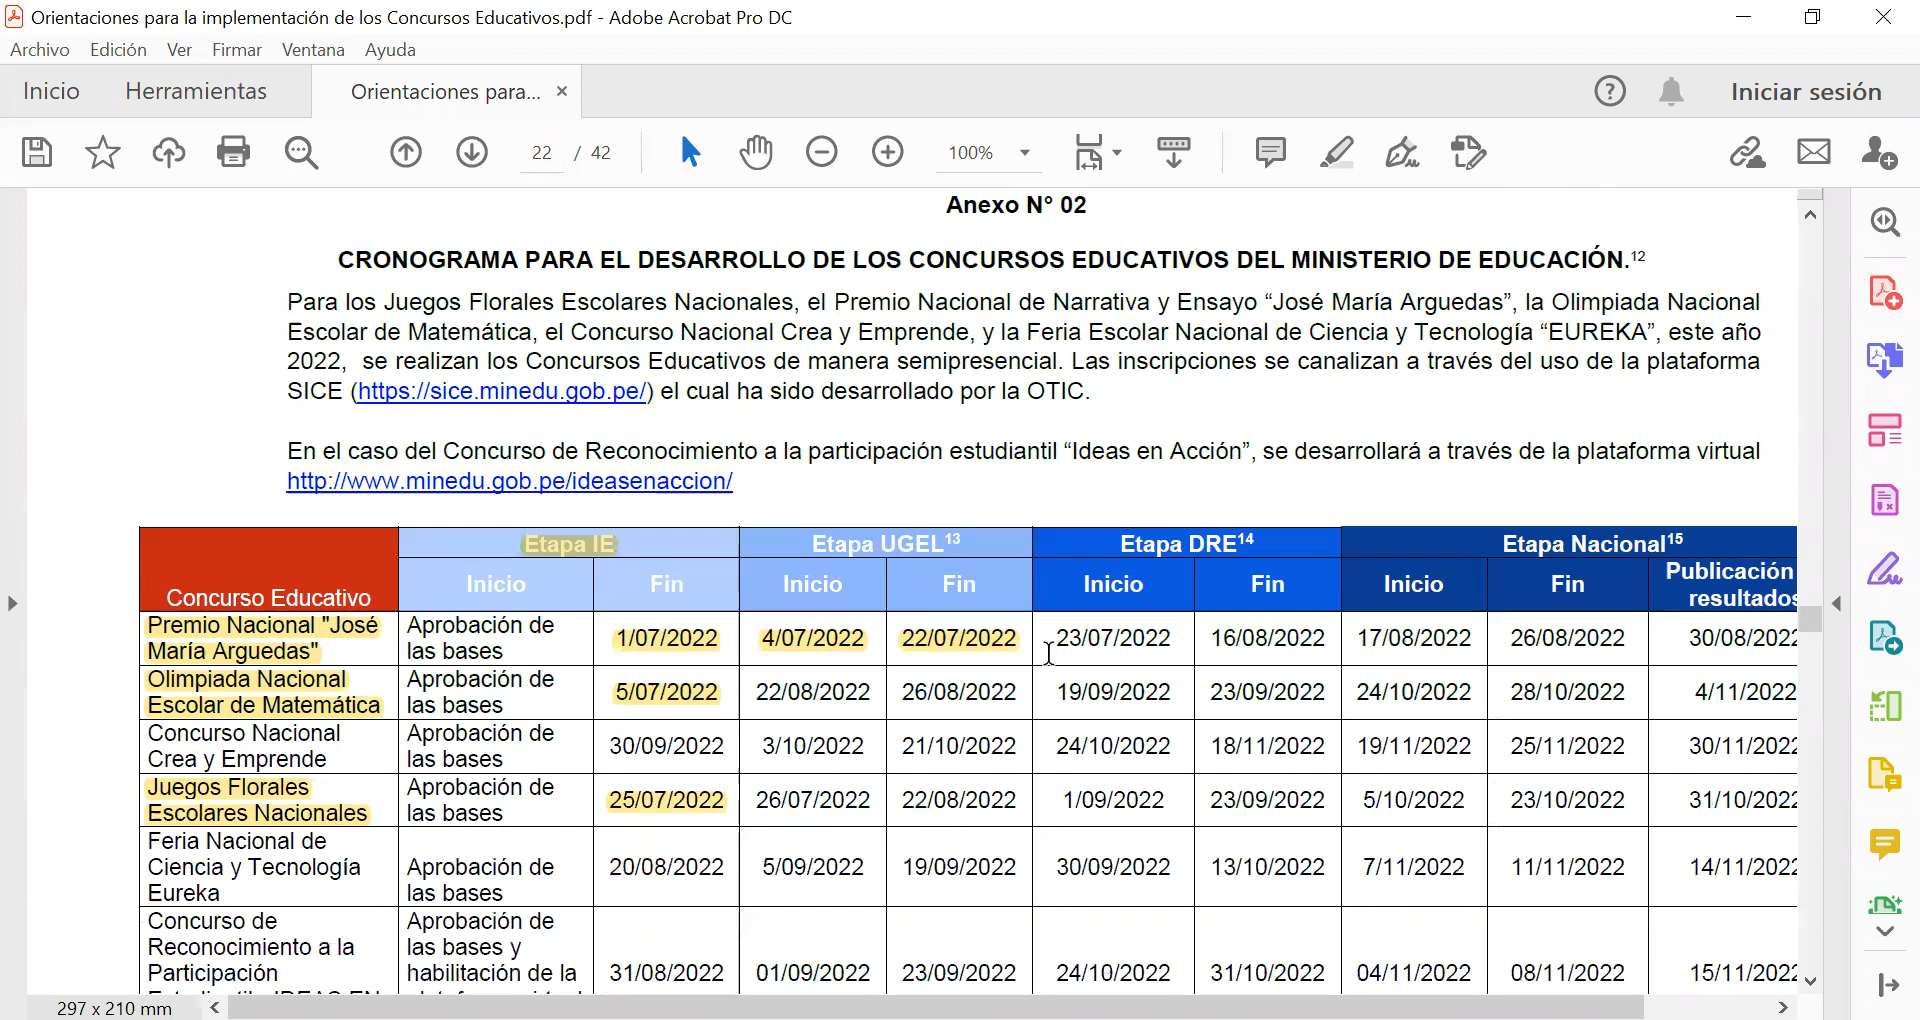 Orientaciones para la implementación de los Concursos Educativos.pdf - Adobe Acrobat Pro DC
Archivo Edición Ver Firmar Ventana Ayuda
Inicio Herramientas Orientaciones para... × Iniciar sesión
22 / 42 100%
Anexo N° 02
CRONOGRAMA PARA EL DESARROLLO DE LOS CONCURSOS EDUCATIVOS DEL MINISTERIO DE EDUCACIÓN.12
Para los Juegos Florales Escolares Nacionales, el Premio Nacional de Narrativa y Ensayo “José María Arguedas”, la Olimpiada Nacional
Escolar de Matemática, el Concurso Nacional Crea y Emprende, y la Feria Escolar Nacional de Ciencia y Tecnología “EUREKA”, este año
2022, se realizan los Concursos Educativos de manera semipresencial. Las inscripciones se canalizan a través del uso de la plataforma
SICE (https://sice.minedu.gob.pe/) el cual ha sido desarrollado por la OTIC.
En el caso del Concurso de Reconocimiento a la participación estudiantil “Ideas en Acción”, se desarrollará a través de la plataforma virtual
http://www.minedu.gob.pe/ideasenaccion/
Etapa IE Etapa UGEL13 Etapa DRE14 Etapa Nacional15
Concurso Educativo Inicio Fin Inicio Fin Inicio Fin Inicio Fin Publicación
resultados
Premio Nacional "José Aprobación de
María Arguedas" las bases 1/07/2022 4/07/2022 22/07/2022 23/07/2022 16/08/2022 17/08/2022 26/08/2022 30/08/2022
Olimpiada Nacional Aprobación de
Escolar de Matemática las bases 5/07/2022 22/08/2022 26/08/2022 19/09/2022 23/09/2022 24/10/2022 28/10/2022 4/11/2022
Concurso Nacional Aprobación de
Crea y Emprende las bases 30/09/2022 3/10/2022 21/10/2022 24/10/2022 18/11/2022 19/11/2022 25/11/2022 30/11/2022
Juegos Florales Aprobación de
Escolares Nacionales las bases 25/07/2022 26/07/2022 22/08/2022 1/09/2022 23/09/2022 5/10/2022 23/10/2022 31/10/2022
Feria Nacional de
Ciencia y Tecnología Aprobación de 20/08/2022 5/09/2022 19/09/2022 30/09/2022 13/10/2022 7/11/2022 11/11/2022 14/11/2022
Eureka las bases
Concurso de Aprobación de
Reconocimiento a la las bases y
Participación habilitación de la 31/08/2022 01/09/2022 23/09/2022 24/10/2022 31/10/2022 04/11/2022 08/11/2022 15/11/2022
297 x 210 mm